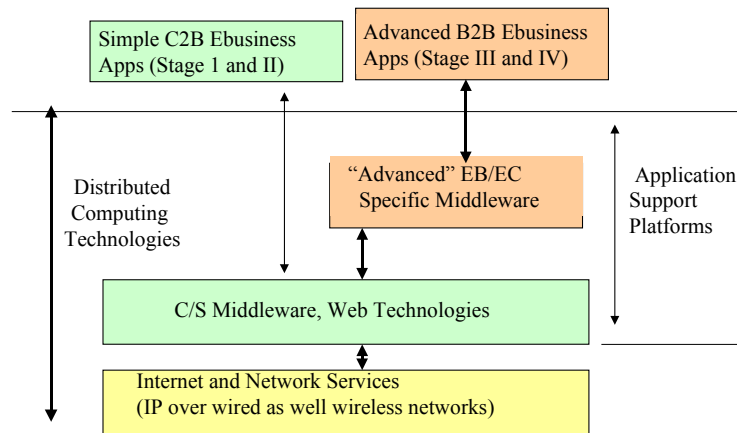 Simple C2B Ebusiness
Apps (Stage 1 and II)
Advanced B2B Ebusiness
Apps (Stage III and IV)
“Advanced” EB/EC
Specific Middleware
Distributed
Computing
Technologies
Application
Support
Platforms
C/S Middleware, Web Technologies
Internet and Network Services
(IP over wired as well wireless networks)